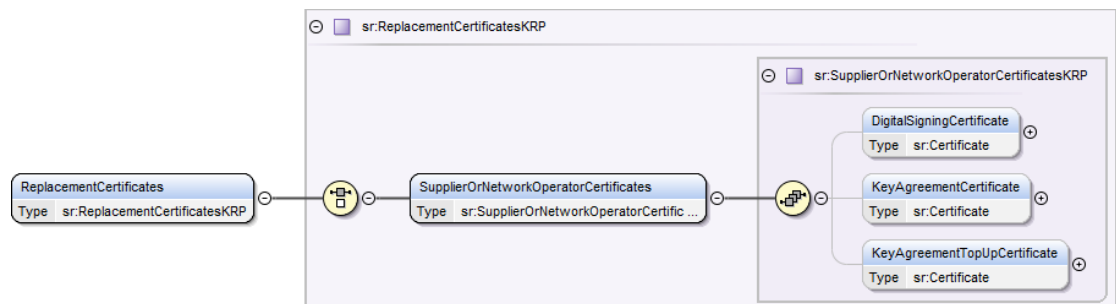 sr:ReplacementCertificatesKRP
sr:SupplierOrNetworkOperatorCertificatesKRP
DigitalSigningCertificate
Type sr:Certificate
ReplacementCertificates
Type sr:ReplacementCertificatesKRP
SupplierOrNetworkOperatorCertificates
Type sr:SupplierOrNetworkOperatorCertific ...
KeyAgreementCertificate
Type sr:Certificate
KeyAgreementTopUpCertificate
Type sr:Certificate